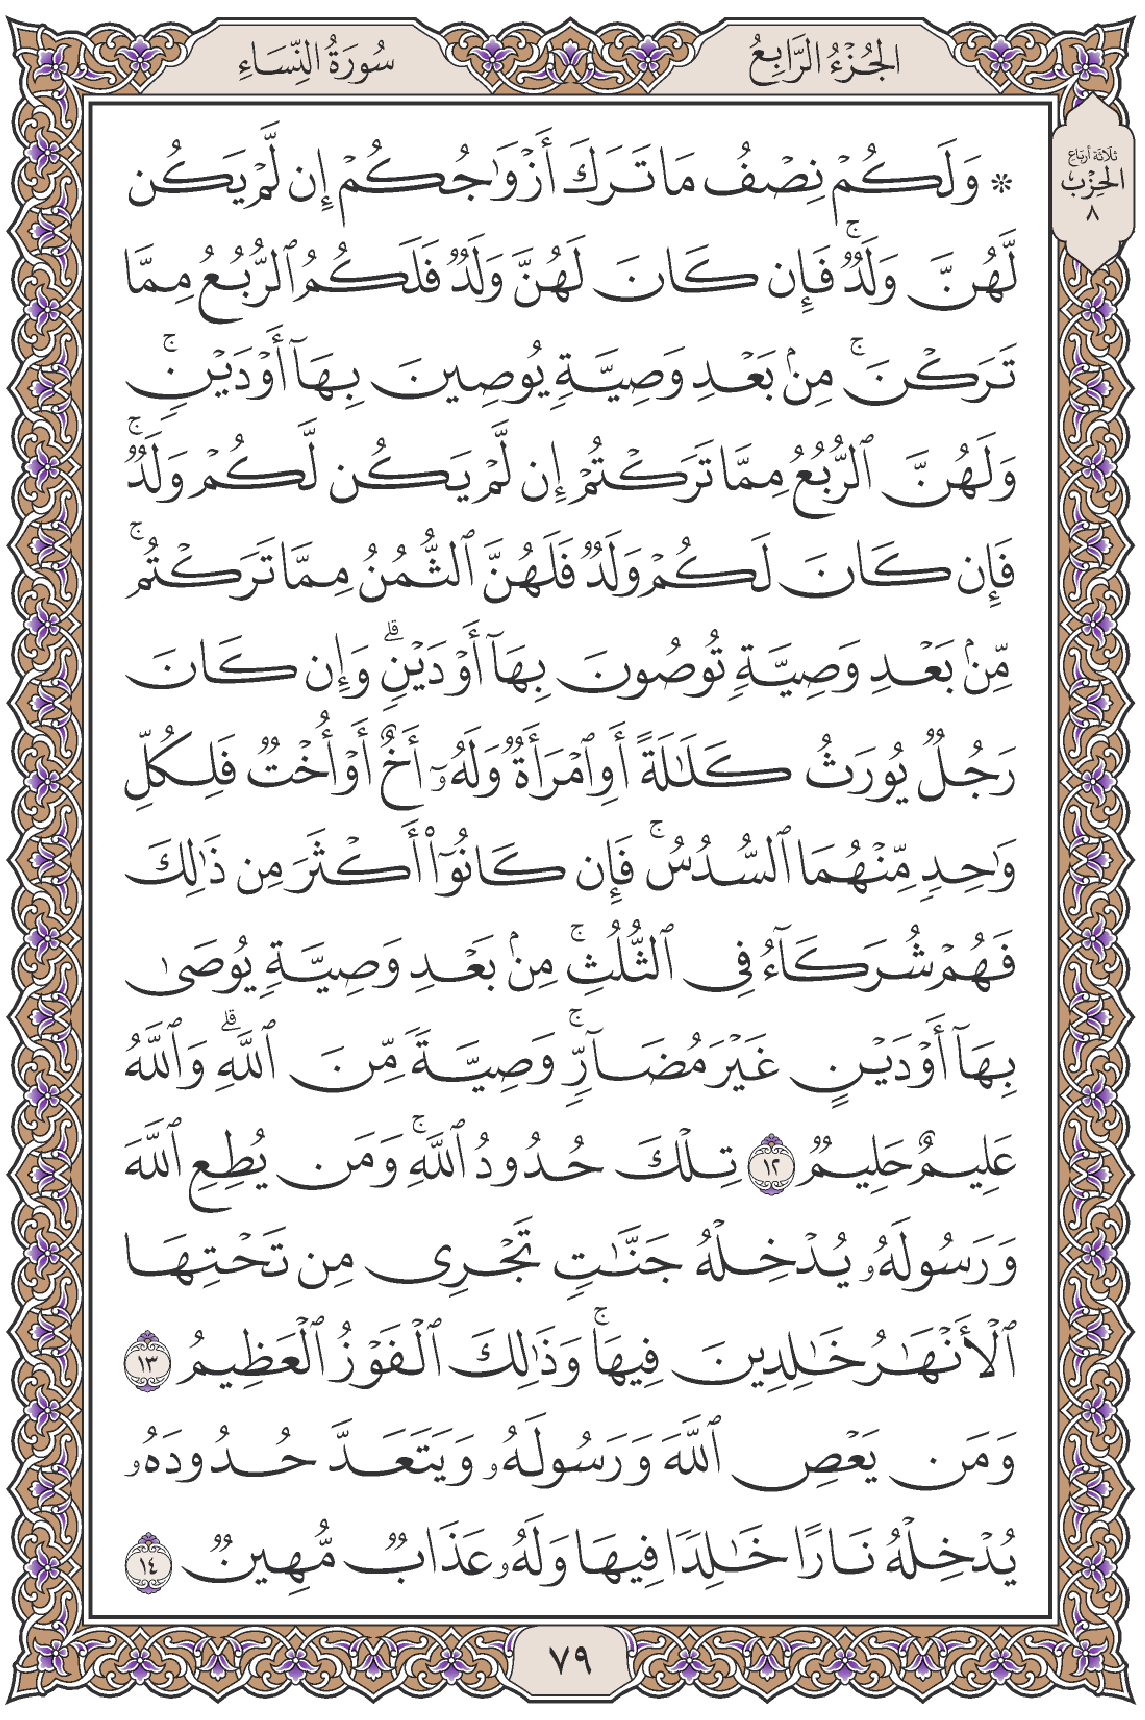 الجُزْءُ الرَّابِعُ
سُورَةُ النِّسَاءِ
ثلاثة أرباع
الحِزْب
٨
۞ وَلَكُمْ نِصْفُ مَا تَرَكَ أَزْوَٰجُكُمْ إِن لَّمْ يَكُن
لَّهُنَّ وَلَدٌۭ ۚ فَإِن كَانَ لَهُنَّ وَلَدٌۭ فَلَكُمُ ٱلرُّبُعُ مِمَّا
تَرَكْنَ ۚ مِنۢ بَعْدِ وَصِيَّةٍۢ يُوصِينَ بِهَآ أَوْ دَيْنٍۢ ۚ
وَلَهُنَّ ٱلرُّبُعُ مِمَّا تَرَكْتُمْ إِن لَّمْ يَكُن لَّكُمْ وَلَدٌۭ ۚ
فَإِن كَانَ لَكُمْ وَلَدٌۭ فَلَهُنَّ ٱلثُّمُنُ مِمَّا تَرَكْتُم ۚ
مِّنۢ بَعْدِ وَصِيَّةٍۢ تُوصُونَ بِهَآ أَوْ دَيْنٍۢ ۗ وَإِن كَانَ
رَجُلٌۭ يُورَثُ كَلَـٰلَةً أَوِ ٱمْرَأَةٌۭ وَلَهُۥٓ أَخٌ أَوْ أُخْتٌۭ فَلِكُلِّ
وَٰحِدٍۢ مِّنْهُمَا ٱلسُّدُسُ ۚ فَإِن كَانُوٓا۟ أَكْثَرَ مِن ذَٰلِكَ
فَهُمْ شُرَكَآءُ فِى ٱلثُّلُثِ ۚ مِنۢ بَعْدِ وَصِيَّةٍۢ يُوصَىٰ
بِهَآ أَوْ دَيْنٍ غَيْرَ مُضَآرٍّۢ ۚ وَصِيَّةًۭ مِّنَ ٱللَّهِ ۗ وَٱللَّهُ
عَلِيمٌ حَلِيمٌۭ ١٢ تِلْكَ حُدُودُ ٱللَّهِ ۚ وَمَن يُطِعِ ٱللَّهَ
وَرَسُولَهُۥ يُدْخِلْهُ جَنَّـٰتٍۢ تَجْرِى مِن تَحْتِهَا
ٱلْأَنْهَـٰرُ خَـٰلِدِينَ فِيهَا ۚ وَذَٰلِكَ ٱلْفَوْزُ ٱلْعَظِيمُ ١٣
وَمَن يَعْصِ ٱللَّهَ وَرَسُولَهُۥ وَيَتَعَدَّ حُدُودَهُۥ
يُدْخِلْهُ نَارًا خَـٰلِدًۭا فِيهَا وَلَهُۥ عَذَابٌۭ مُّهِينٌۭ ١٤
٧٩